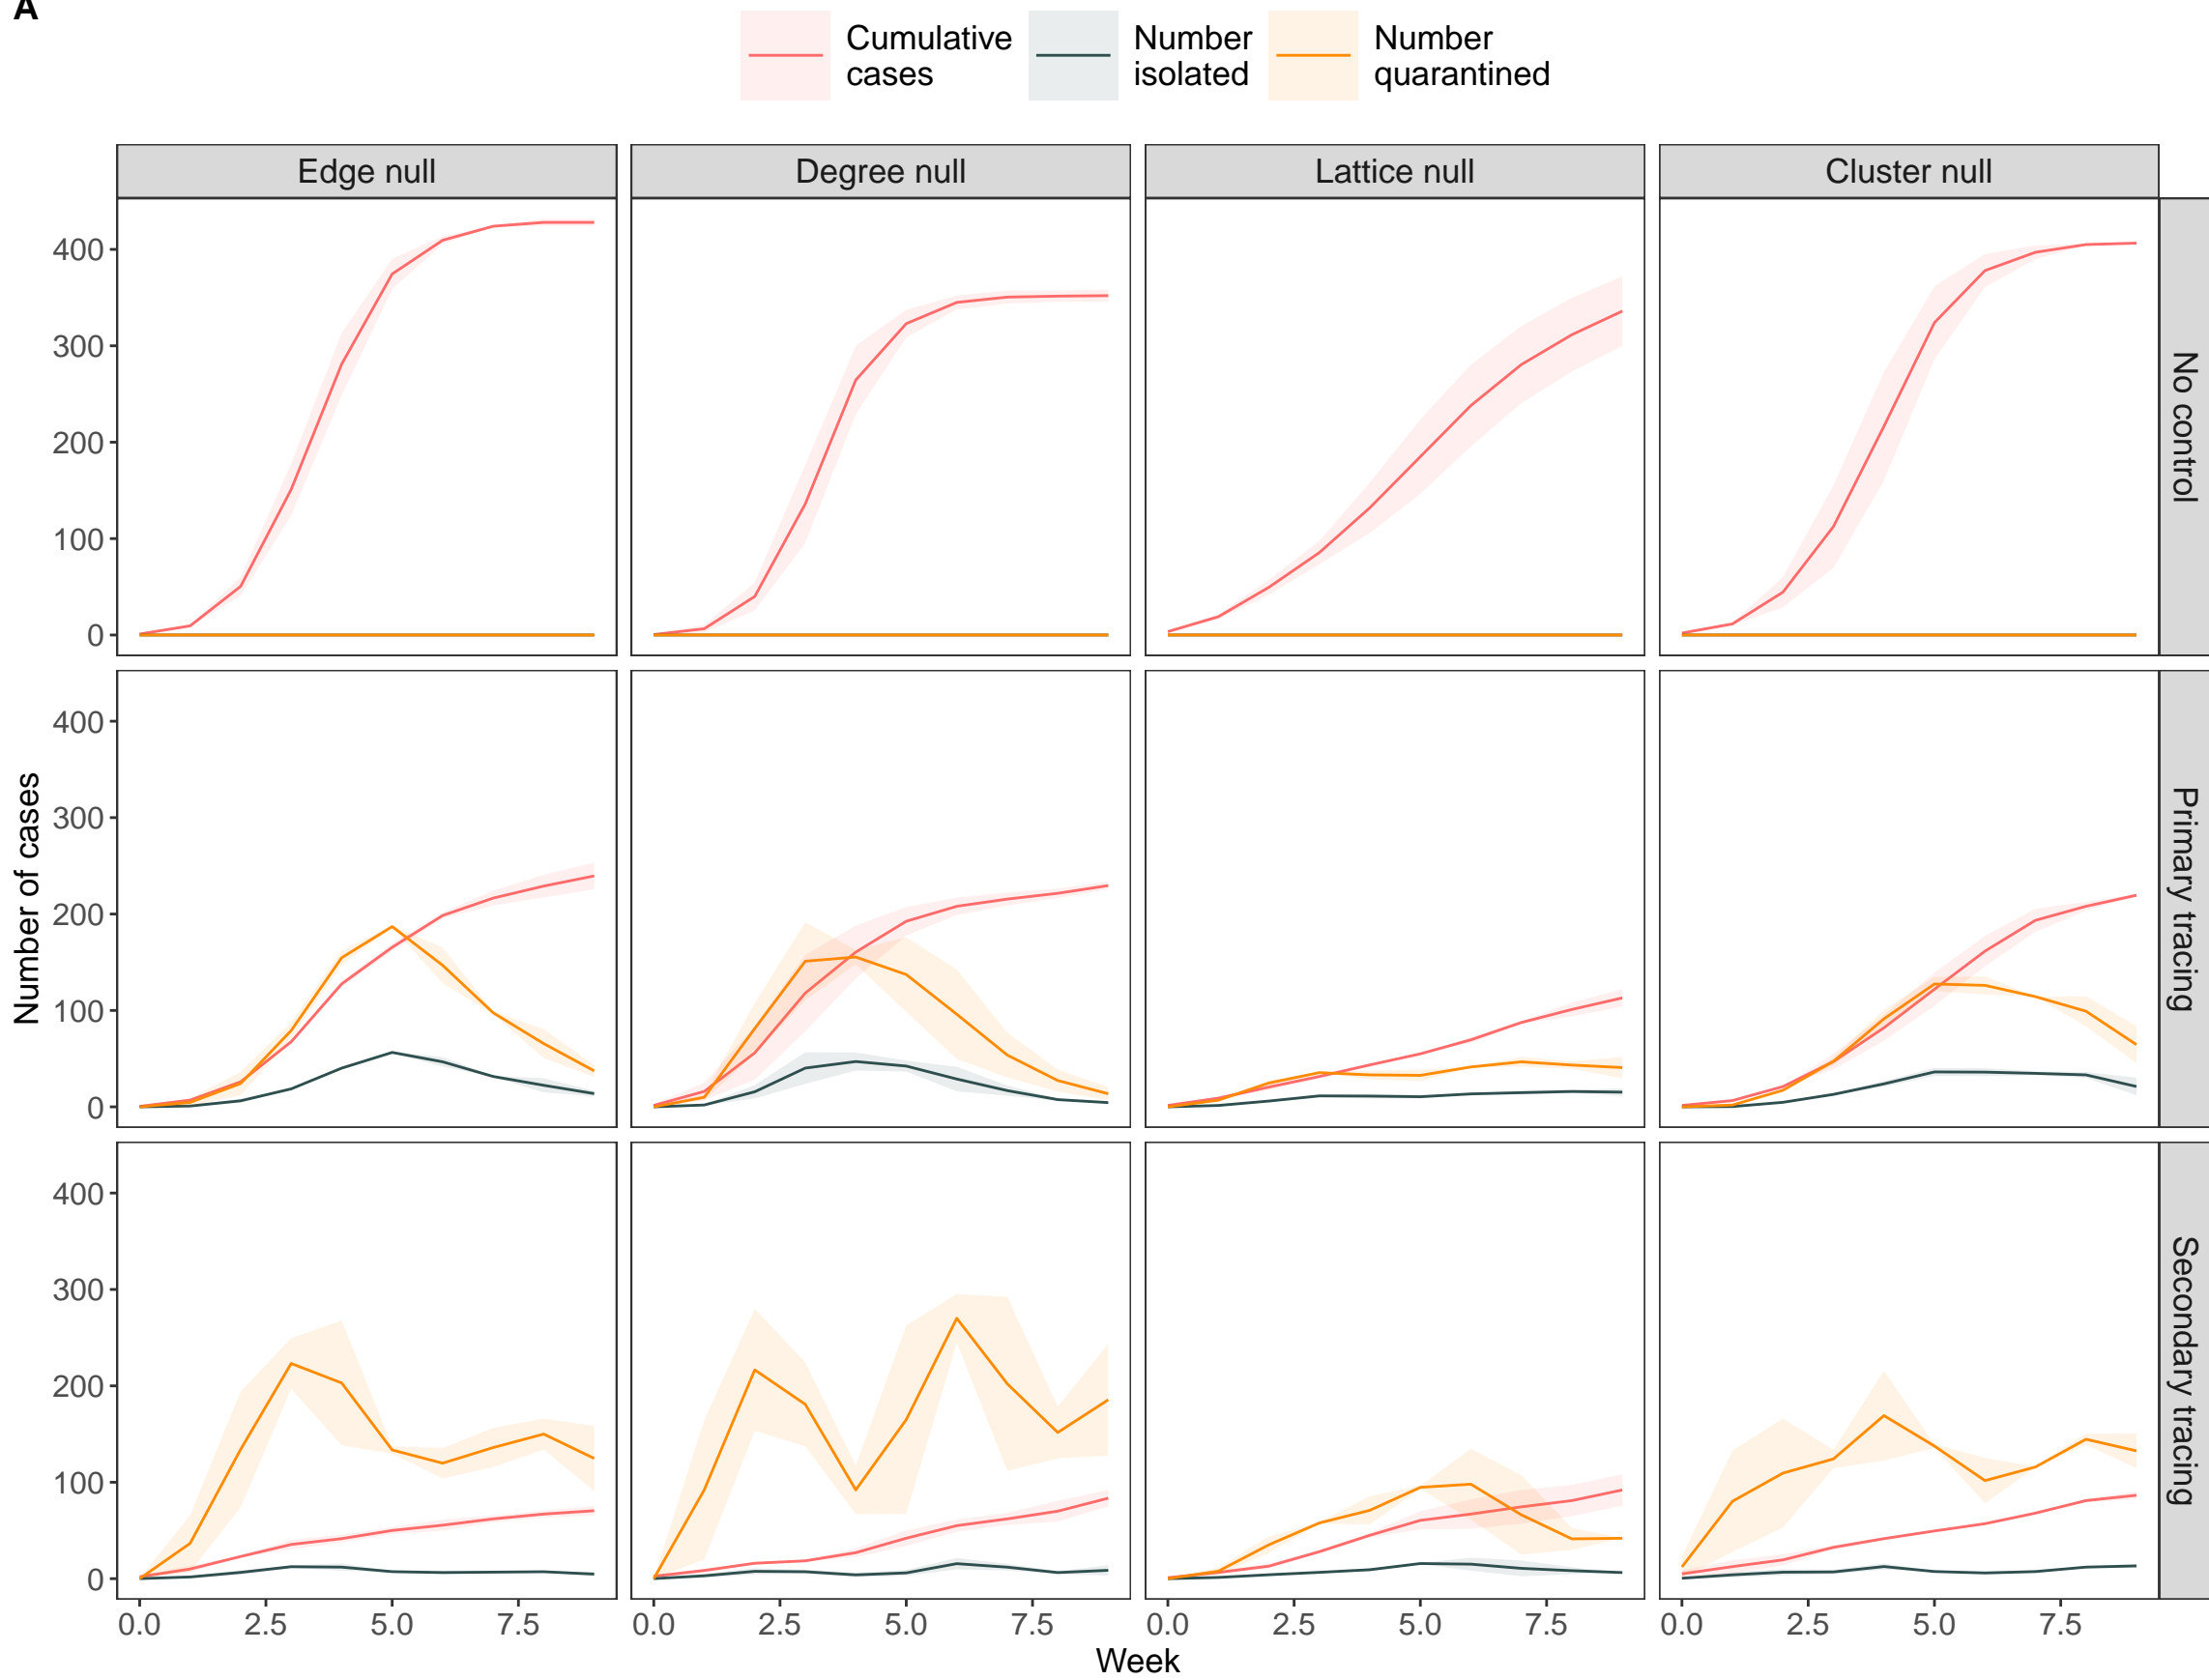 A
Cumulative
cases
Number
isolated
Number
quarantined
Edge null
Degree null
Lattice null
Cluster null
400
300
200
100
0
No control
400
300
200
100
0
Primary tracing
Number of cases
400
300
200
100
0
Secondary tracing
0.0 2.5 5.0 7.5
0.0 2.5 5.0 7.5
0.0 2.5 5.0 7.5
0.0 2.5 5.0 7.5
Week